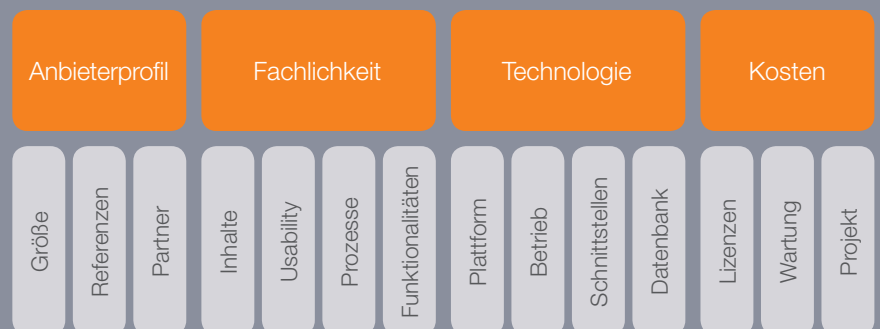 Anbieterprofil
Fachlichkeit
Technologie
Kosten
Größe
Referenzen
Partner
Inhalte
Usability
Prozesse
Funktionalitäten
Plattform
Betrieb
Schnittstellen
Datenbank
Lizenzen
Wartung
Projekt